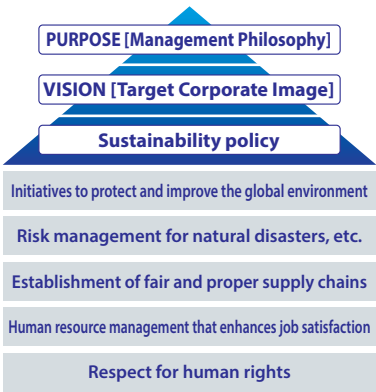 PURPOSE [Management Philosophy]
VISION [Target Corporate Image]
Sustainability policy
Initiatives to protect and improve the global environment
Risk management for natural disasters, etc.
Establishment of fair and proper supply chains
Human resource management that enhances job satisfaction
Respect for human rights